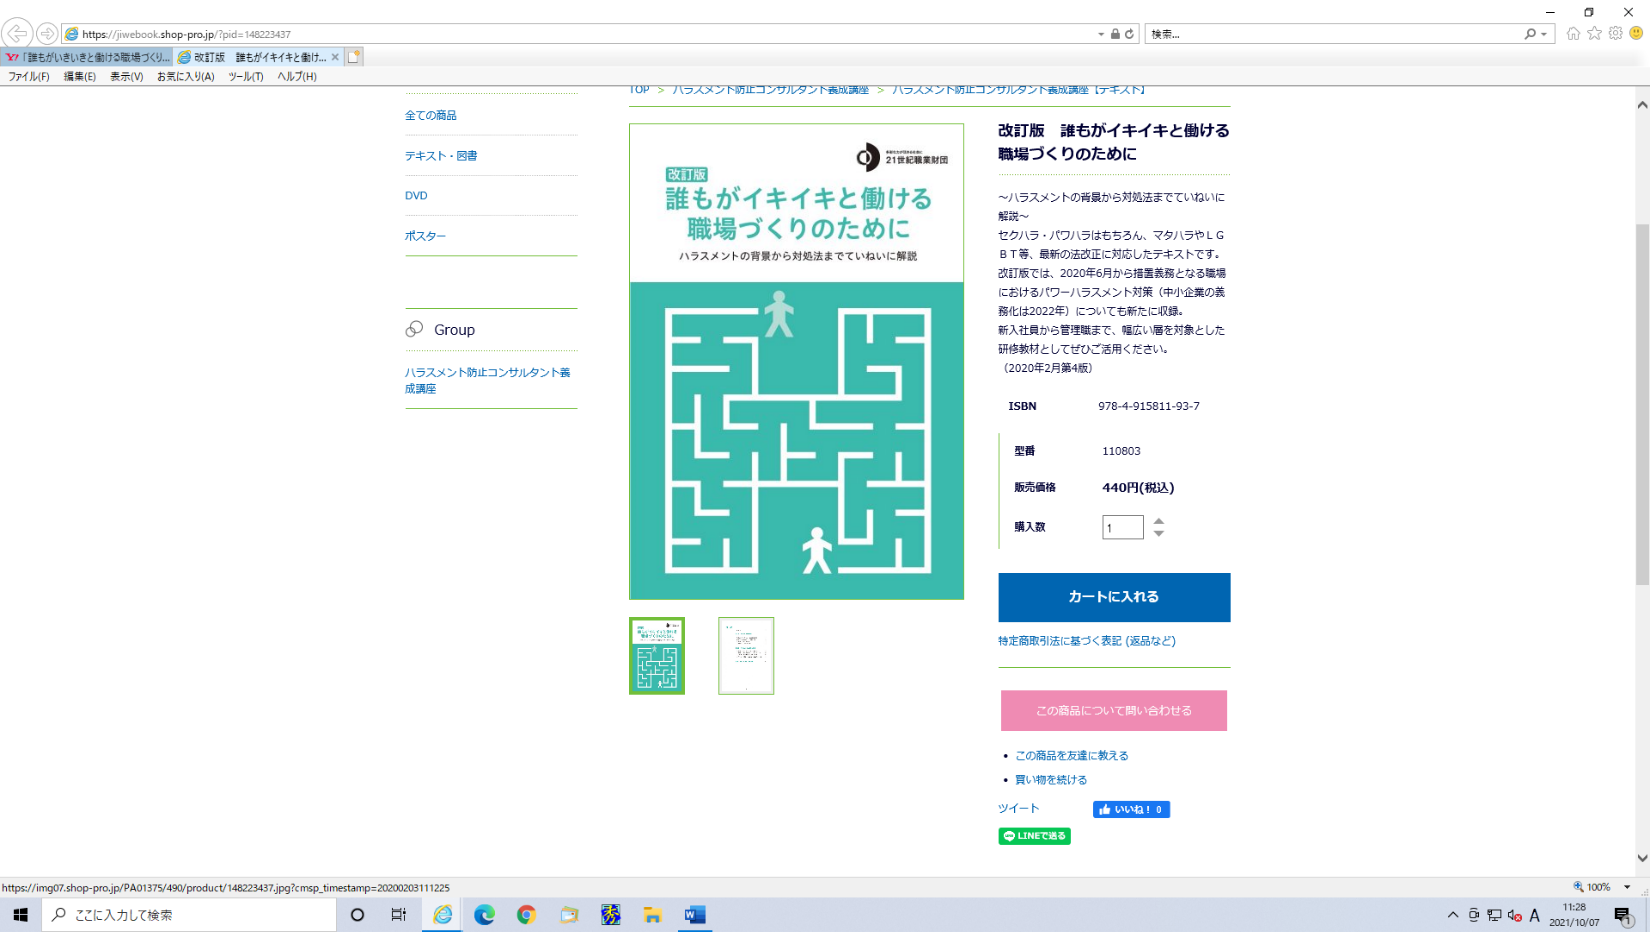 https://jiwebook.shop-pro.jp/?pid=148223437
検索...
「誰もがいきいきと働ける職場づくり...
改訂版　誰もがイキイキと働け...
ファイル(F) 編集(E) 表示(V) お気に入り(A) ツール(T) ヘルプ(H)
TOP > ハラスメント防止コンサルタント養成講座 > ハラスメント防止コンサルタント養成講座【テキスト】
全ての商品
テキスト・図書
DVD
ポスター
Group
ハラスメント防止コンサルタント養
成講座
21世紀職業財団
改訂版
誰もがイキイキと働ける
職場づくりのために
ハラスメントの背景から対処法までていねいに解説
改訂版　誰もがイキイキと働ける
職場づくりのために
～ハラスメントの背景から対処法までていねいに
解説～
セクハラ・パワハラはもちろん、マタハラやＬＧ
ＢＴ等、最新の法改正に対応したテキストです。
改訂版では、2020年6月から措置義務となる職場
におけるパワーハラスメント対策（中小企業の義
務化は2022年）についても新たに収録。
新入社員から管理職まで、幅広い層を対象とした
研修教材としてぜひご活用ください。
（2020年2月第4版）
ISBN 978-4-915811-93-7
型番 110803
販売価格 440円(税込)
購入数 1
カートに入れる
特定商取引法に基づく表記 (返品など)
この商品について問い合わせる
• この商品を友達に教える
• 買い物を続ける
ツイート いいね！ 0
LINEで送る
https://img07.shop-pro.jp/PA01375/490/product/148223437.jpg?cmsp_timestamp=20200203111225
100%
ここに入力して検索
A
11:28
2021/10/07
1